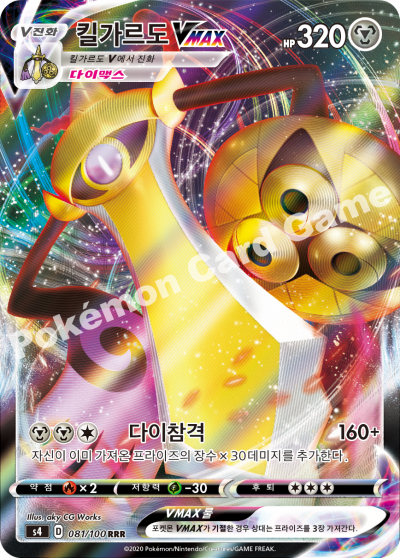 V진화
킬가르도 VMAX
HP 320
킬가르도 V에서 진화
다이맥스
Pokémon Card Game
다이참격 160+
자신이 이미 가져온 프라이즈의 장수×30데미지를 추가한다.
약점 ×2 저항력 -30 후퇴
Illus. aky CG Works
s4 D 081/100 RRR
VMAX 룰
포켓몬 VMAX가 기절한 경우 상대는 프라이즈를 3장 가져간다.
©2020 Pokémon/Nintendo/Creatures/GAME FREAK.